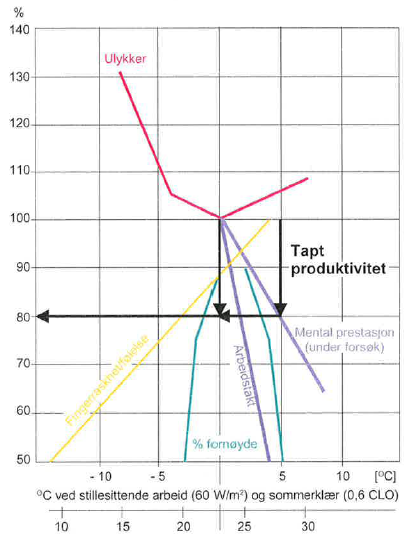 %
140
130
120
110
100
90
80
70
60
50
Ulykker
Tapt
produktivitet
Mental prestasjon
(under forsøk)
Fingerraskhet/følelse
Arbeidstakt
% fornøyde
- 10
- 5
0
5
10
[ºC]
ºC ved stillesittende arbeid (60 W/m²) og sommerklær (0,6 CLO)
10
15
20
25
30